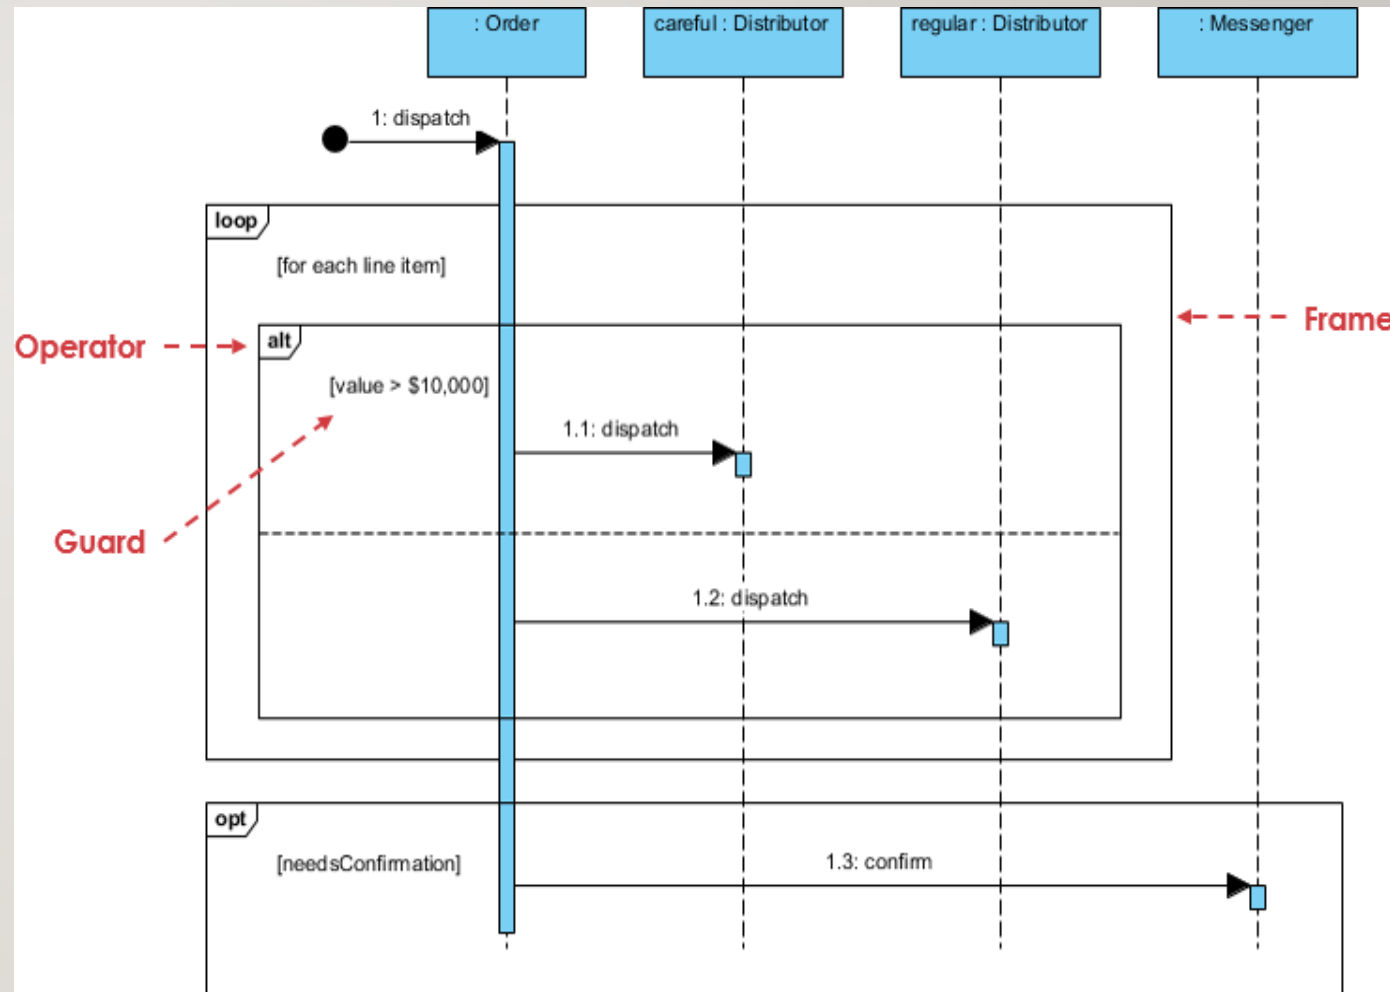 : Order
careful : Distributor
regular : Distributor
: Messenger
1: dispatch
loop
[for each line item]
Frame
Operator
alt
[value > $10,000]
1.1: dispatch
Guard
1.2: dispatch
opt
[needsConfirmation]
1.3: confirm